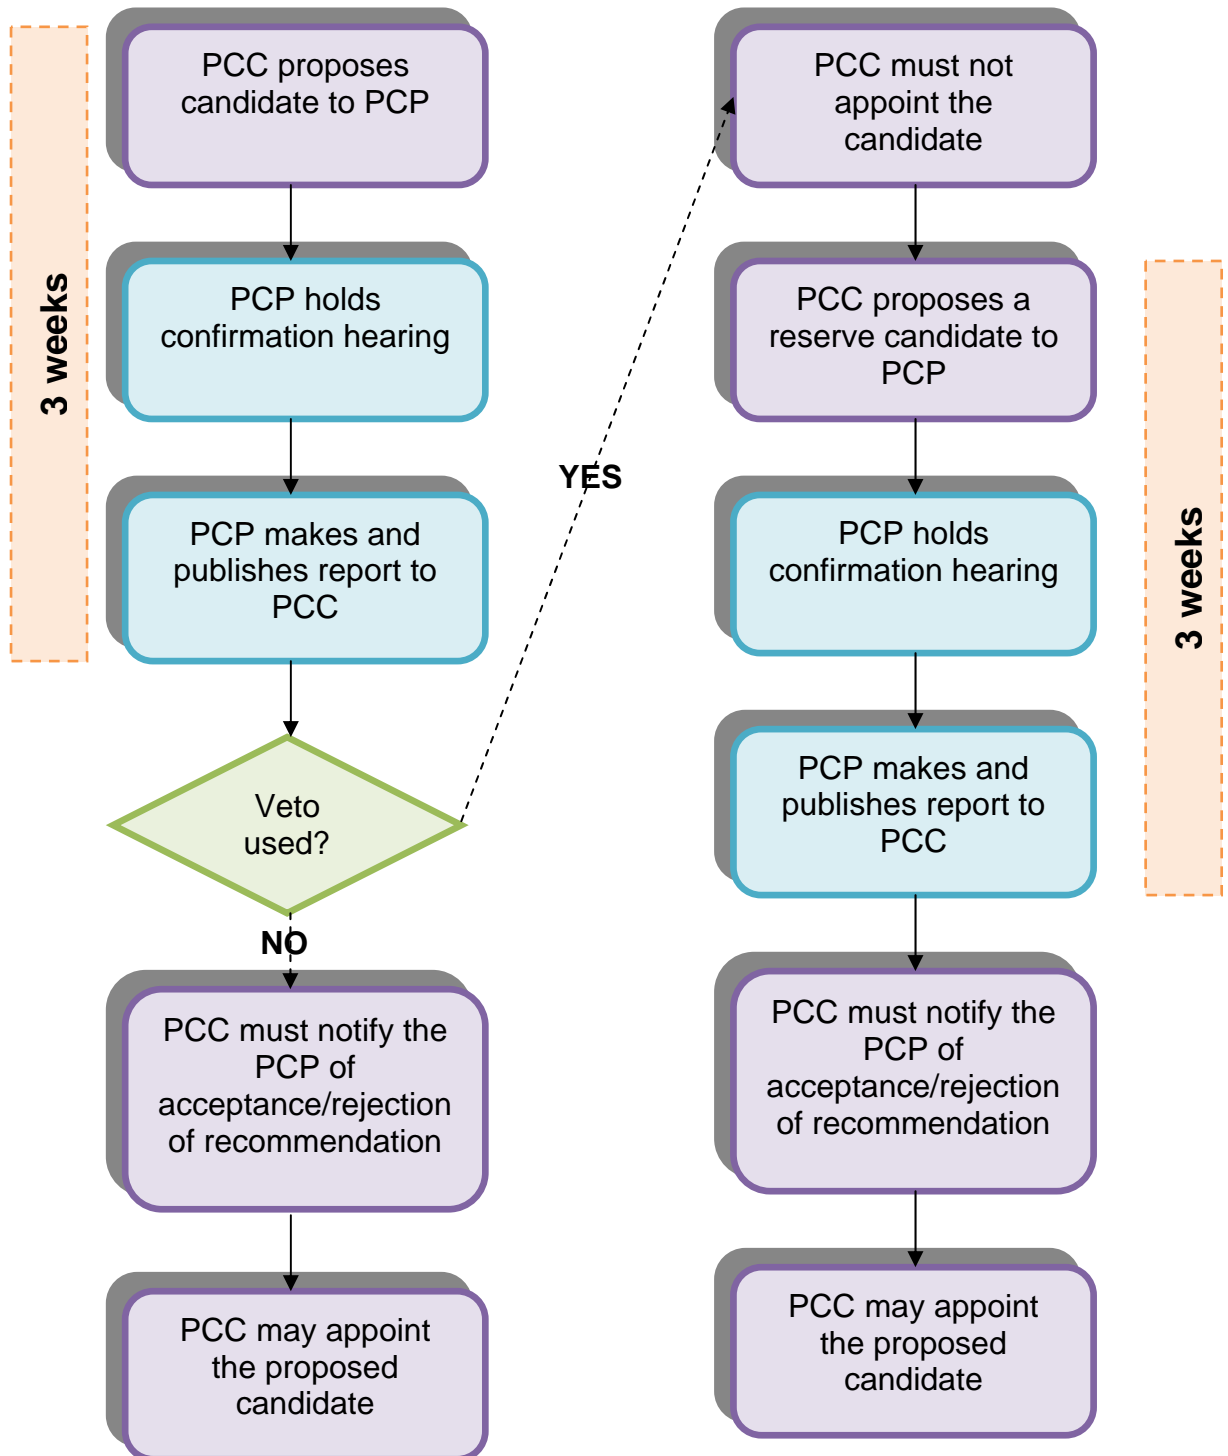 3 weeks
PCC proposes
candidate to PCP
PCP holds
confirmation hearing
PCP makes and
publishes report to
PCC
Veto
used?
YES
NO
PCC must notify the
PCP of
acceptance/rejection
of recommendation
PCC may appoint
the proposed
candidate
PCC must not
appoint the
candidate
PCC proposes a
reserve candidate to
PCP
PCP holds
confirmation hearing
PCP makes and
publishes report to
PCC
PCC must notify the
PCP of
acceptance/rejection
of recommendation
PCC may appoint
the proposed
candidate
3 weeks